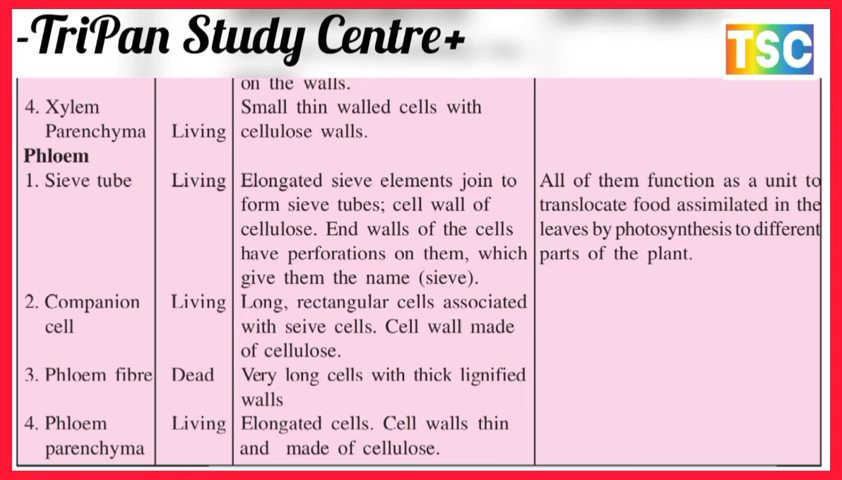 -TriPan Study Centre+
TSC
on the walls.
4. Xylem Small thin walled cells with
Parenchyma Living cellulose walls.
Phloem
1. Sieve tube Living Elongated sieve elements join to All of them function as a unit to
form sieve tubes; cell wall of translocate food assimilated in the
cellulose. End walls of the cells leaves by photosynthesis to different
have perforations on them, which parts of the plant.
give them the name (sieve).
2. Companion Living Long, rectangular cells associated
cell with seive cells. Cell wall made
of cellulose.
3. Phloem fibre Dead Very long cells with thick lignified
walls
4. Phloem Living Elongated cells. Cell walls thin
parenchyma and made of cellulose.